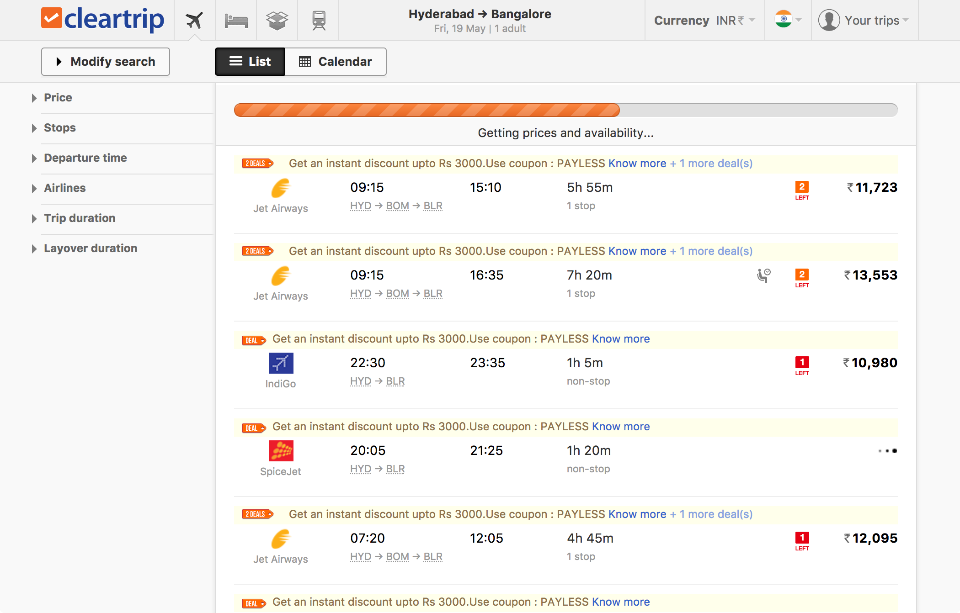 cleartrip
Hyderabad → Bangalore
Fri, 19 May | 1 adult
Currency INR ₹
Your trips
Modify search
List
Calendar
Price
Stops
Departure time
Airlines
Trip duration
Layover duration
Getting prices and availability...
2 DEALS Get an instant discount upto Rs 3000.Use coupon : PAYLESS Know more + 1 more deal(s)
09:15 15:10 5h 55m 2 ₹11,723
Jet Airways HYD → BOM → BLR 1 stop LEFT
2 DEALS Get an instant discount upto Rs 3000.Use coupon : PAYLESS Know more + 1 more deal(s)
09:15 16:35 7h 20m 2 ₹13,553
Jet Airways HYD → BOM → BLR 1 stop LEFT
DEAL Get an instant discount upto Rs 3000.Use coupon : PAYLESS Know more
22:30 23:35 1h 5m 1 ₹10,980
IndiGo HYD → BLR non-stop LEFT
DEAL Get an instant discount upto Rs 3000.Use coupon : PAYLESS Know more
20:05 21:25 1h 20m
SpiceJet HYD → BLR non-stop
2 DEALS Get an instant discount upto Rs 3000.Use coupon : PAYLESS Know more + 1 more deal(s)
07:20 12:05 4h 45m 1 ₹12,095
Jet Airways HYD → BOM → BLR 1 stop LEFT
DEAL Get an instant discount upto Rs 3000.Use coupon : PAYLESS Know more